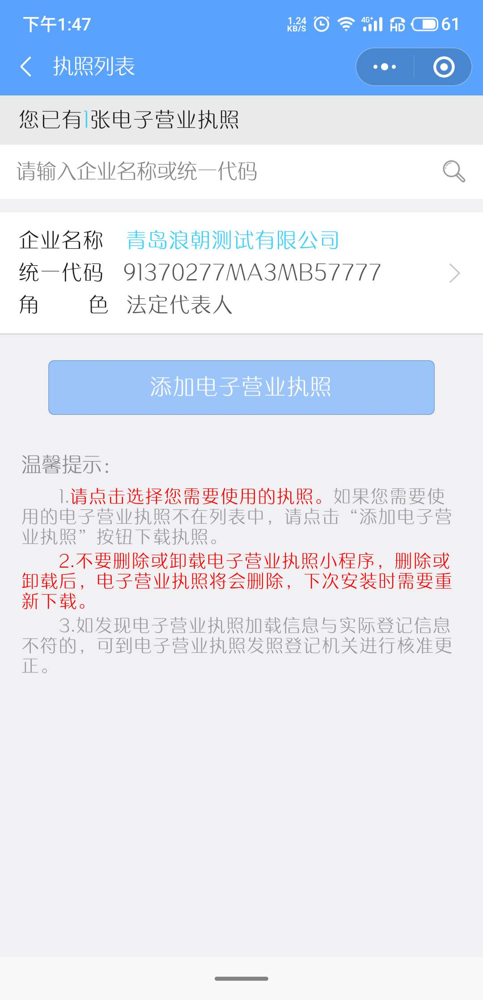 下午1:47
1.24
KB/S
4G+
HD
61
执照列表
您已有1张电子营业执照
请输入企业名称或统一代码
企业名称 青岛浪朝测试有限公司
统一代码 91370277MA3MB57777
角 色 法定代表人
添加电子营业执照
温馨提示：
1.请点击选择您需要使用的执照。如果您需要使
用的电子营业执照不在列表中，请点击“添加电子营
业执照”按钮下载执照。
2.不要删除或卸载电子营业执照小程序，删除或
卸载后，电子营业执照将会删除，下次安装时需要重
新下载。
3.如发现电子营业执照加载信息与实际登记信息
不符的，可到电子营业执照发照登记机关进行核准更
正。